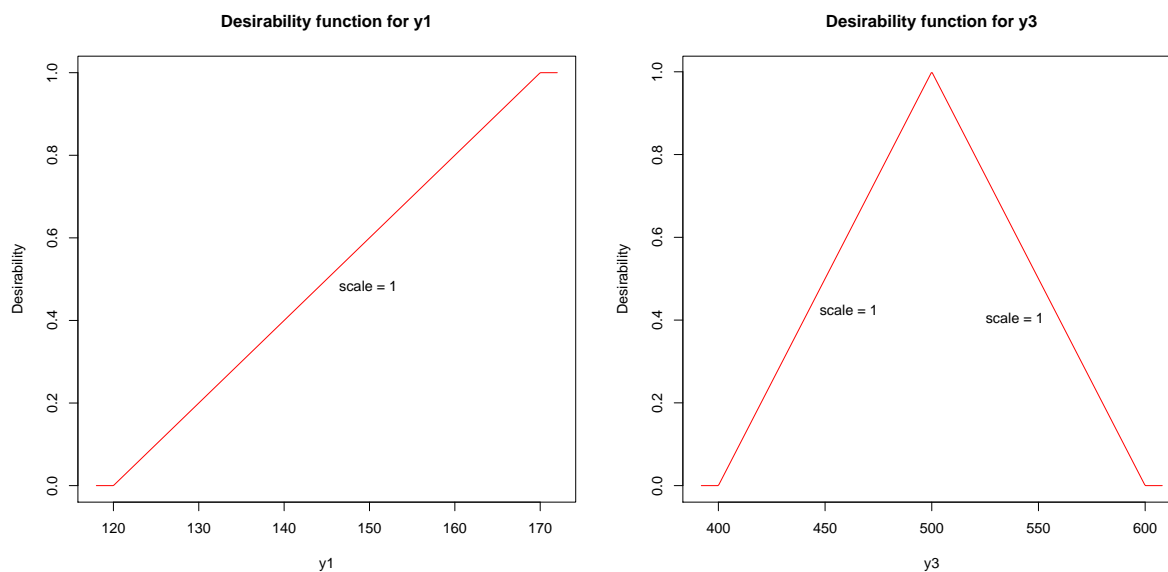 Desirability function for y1
Desirability
1.0
0.8
0.6
0.4
0.2
0.0
scale = 1
120 130 140 150 160 170
y1
Desirability function for y3
Desirability
1.0
0.8
0.6
0.4
0.2
0.0
scale = 1
scale = 1
400 450 500 550 600
y3